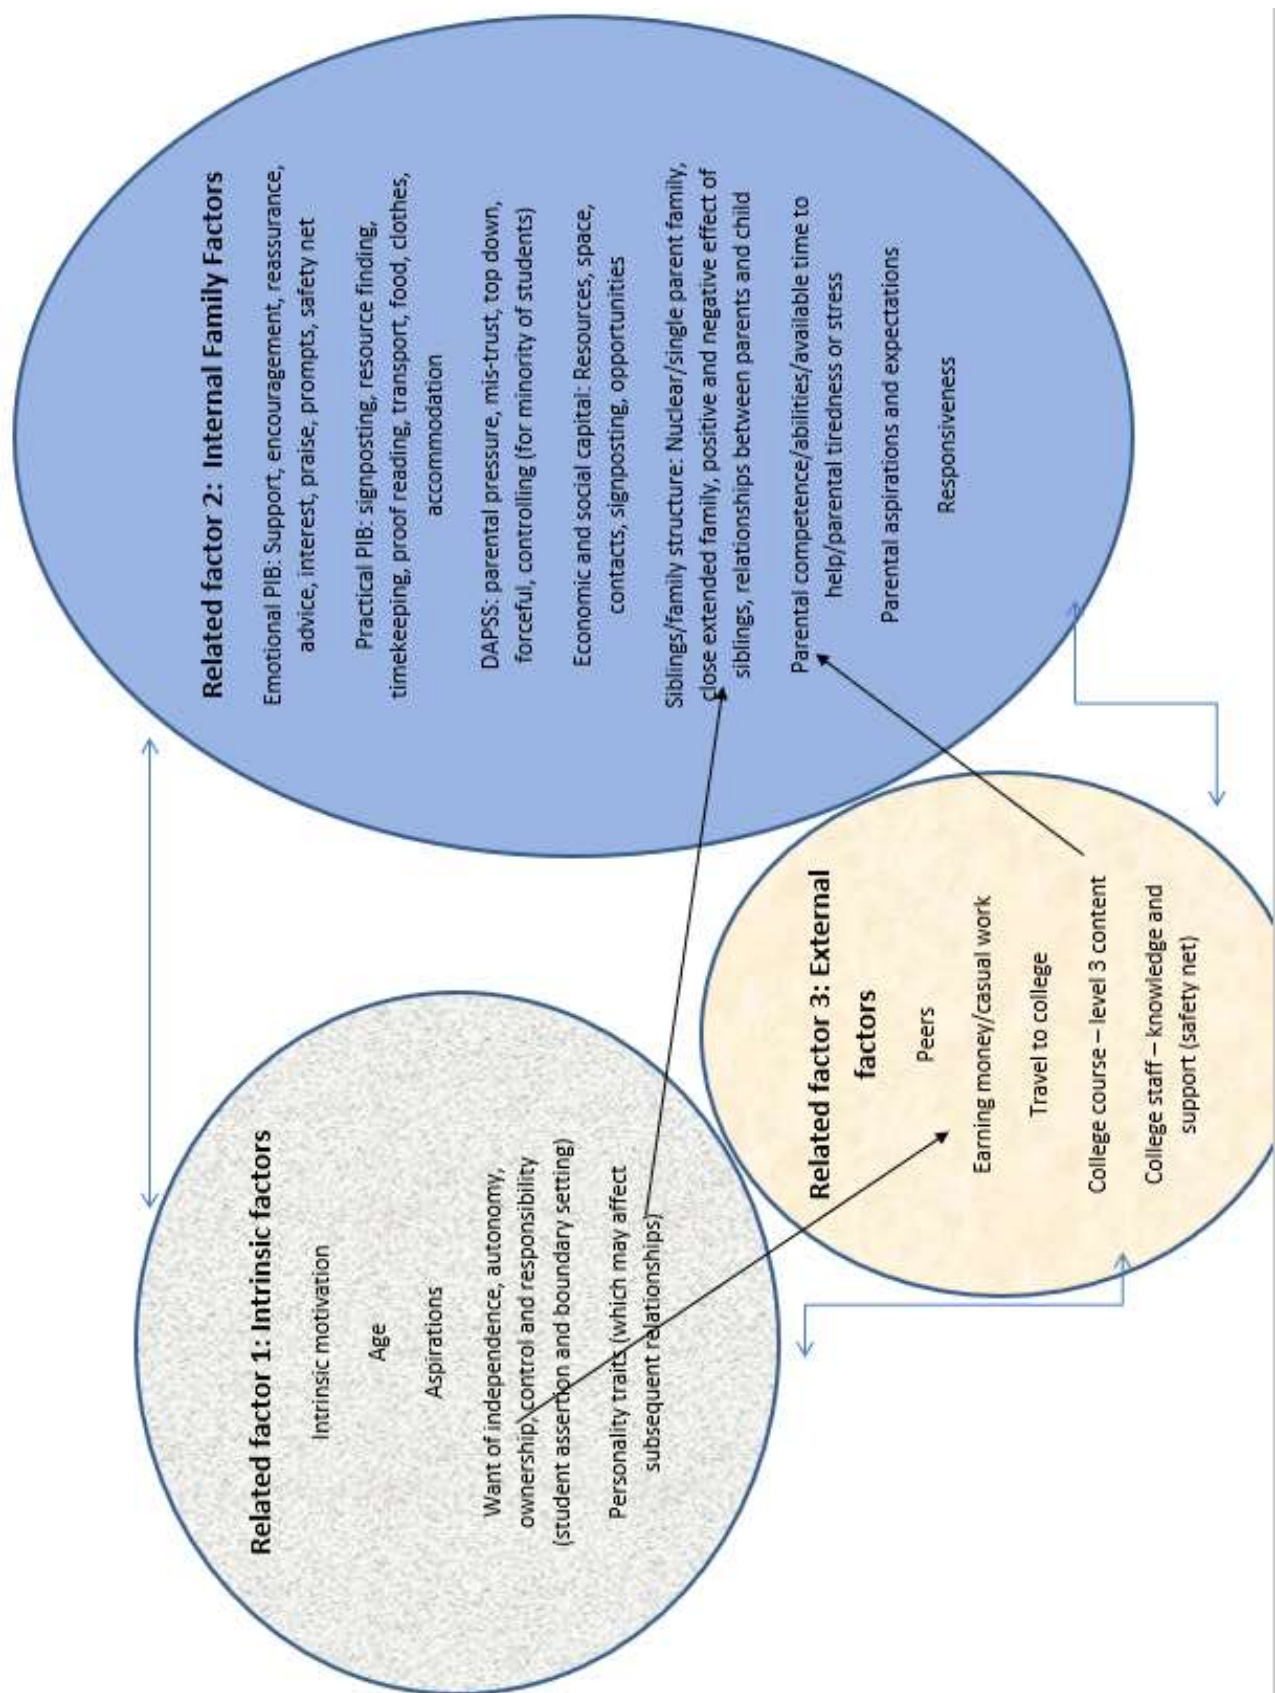 Related factor 1: Intrinsic factors
Intrinsic motivation
Age
Aspirations
Want of independence, autonomy,
ownership, control and responsibility
(student assertion and boundary setting)
Personality traits (which may affect
subsequent relationships)
Related factor 2:  Internal Family Factors
Emotional PIB: Support, encouragement, reassurance,
advice, interest, praise, prompts, safety net
Practical PIB: signposting, resource finding,
timekeeping, proof reading, transport, food, clothes,
accommodation
DAPSS: parental pressure, mis-trust, top down,
forceful, controlling (for minority of students)
Economic and social capital: Resources, space,
contacts, signposting, opportunities
Siblings/family structure: Nuclear/single parent family,
close extended family, positive and negative effect of
siblings, relationships between parents and child
Parental competence/abilities/available time to
help/parental tiredness or stress
Parental aspirations and expectations
Responsiveness
Related factor 3: External
factors
Peers
Earning money/casual work
Travel to college
College course – level 3 content
College staff – knowledge and
support (safety net)